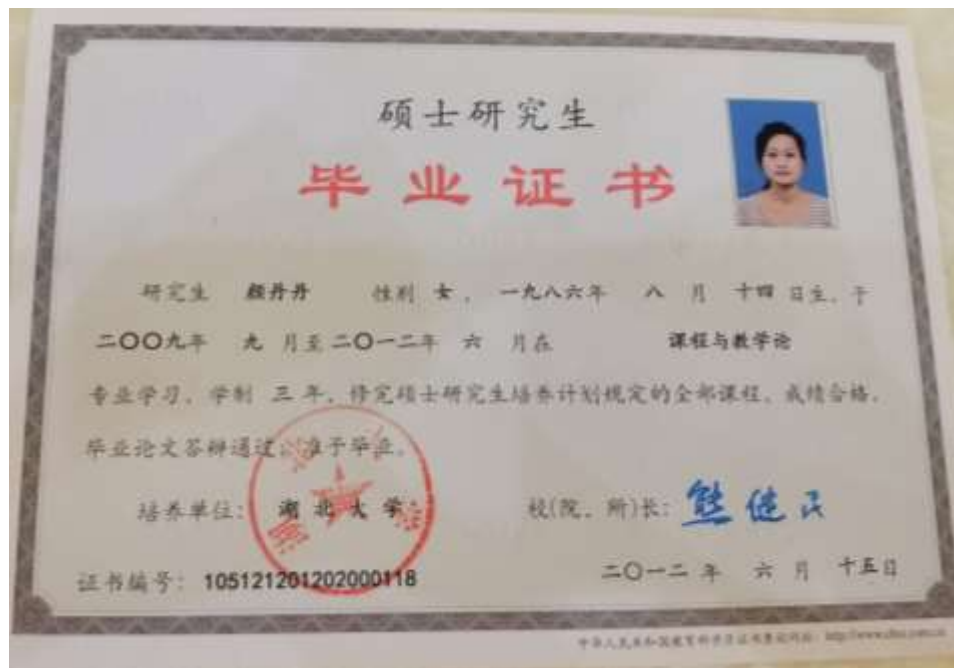 硕士研究生
毕业证书
研究生 颜丹丹 性别 女，一九八六年 八 月 十四 日生，于
二〇〇九年 九 月至二〇一二年 六 月在 课程与教学论
专业学习，学制 三 年，修完硕士研究生培养计划规定的全部课程，成绩合格，
毕业论文答辩通过，准予毕业。
培养单位：湖北大学 校(院、所)长：熊健民
证书编号：105121201202000118 二〇一二 年 六 月 十五日